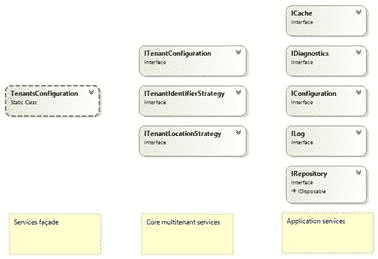 TenantsConfiguration
Static Class
Services façade
ITenantConfiguration
Interface
ITenantIdentifierStrategy
Interface
ITenantLocationStrategy
Interface
Core multitenant services
ICache
Interface
IDiagnostics
Interface
IConfiguration
Interface
ILog
Interface
IRepository
Interface
➔ IDisposable
Application services